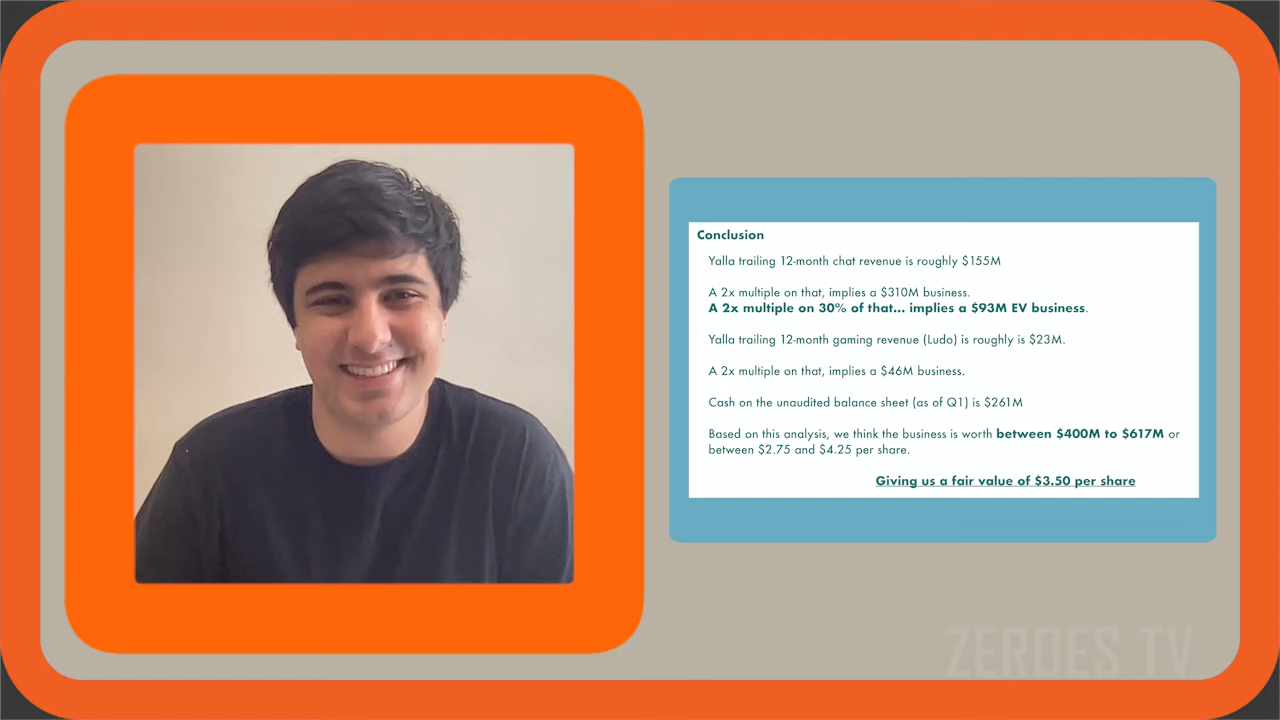 Conclusion
Yalla trailing 12-month chat revenue is roughly $155M
A 2x multiple on that, implies a $310M business.
A 2x multiple on 30% of that... implies a $93M EV business.
Yalla trailing 12-month gaming revenue (Ludo) is roughly is $23M.
A 2x multiple on that, implies a $46M business.
Cash on the unaudited balance sheet (as of Q1) is $261M
Based on this analysis, we think the business is worth between $400M to $617M or
between $2.75 and $4.25 per share.
Giving us a fair value of $3.50 per share
ZEROES TV